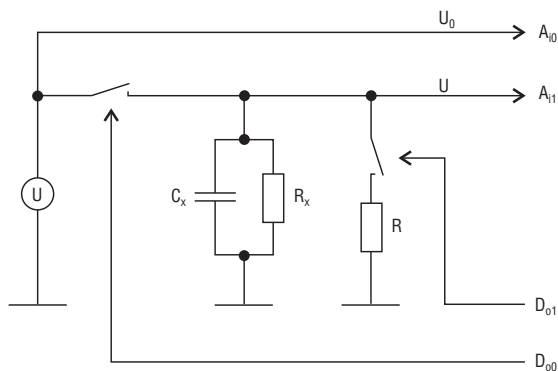 U₀
Aᵢ₀
U
Aᵢ₁
U
Cₓ
Rₓ
R
Dₒ₁
Dₒ₀